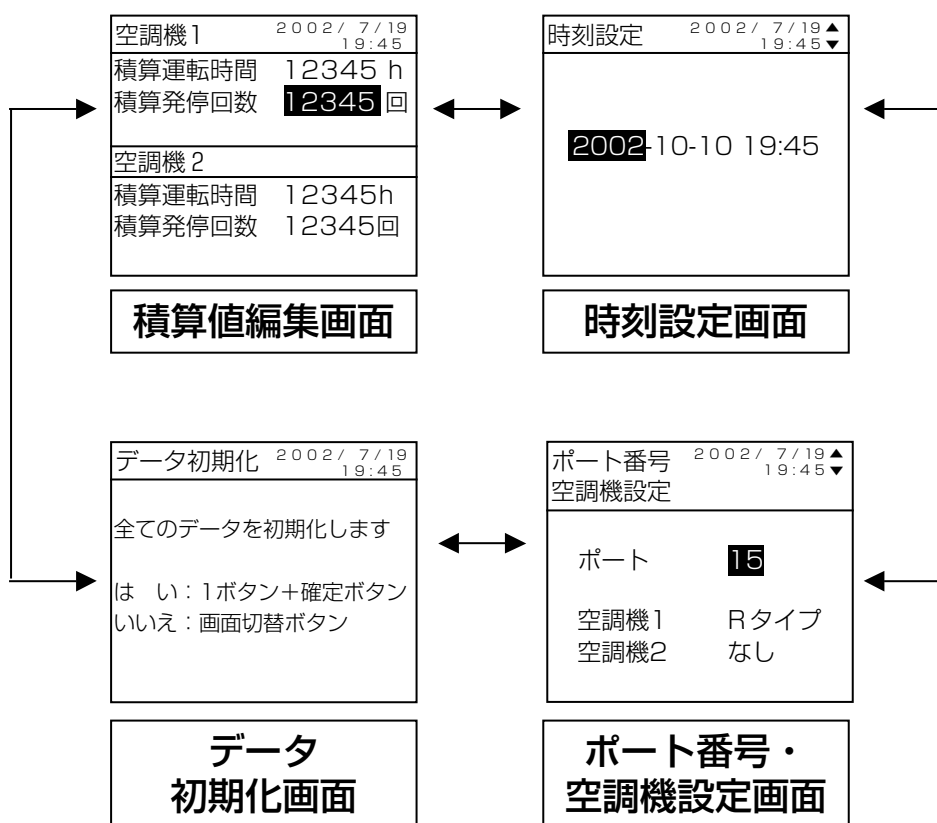 空調機1 2002/ 7/19
19:45
積算運転時間 12345 h
積算発停回数 12345 回
空調機2
積算運転時間 12345h
積算発停回数 12345回
積算値編集画面
時刻設定 2002/ 7/19▲
19:45▼
2002-10-10 19:45
時刻設定画面
データ初期化 2002/ 7/19
19:45
全てのデータを初期化します
は い：1ボタン＋確定ボタン
いいえ：画面切替ボタン
データ
初期化画面
ポート番号 2002/ 7/19▲
空調機設定 19:45▼
ポート 15
空調機1 Rタイプ
空調機2 なし
ポート番号・
空調機設定画面